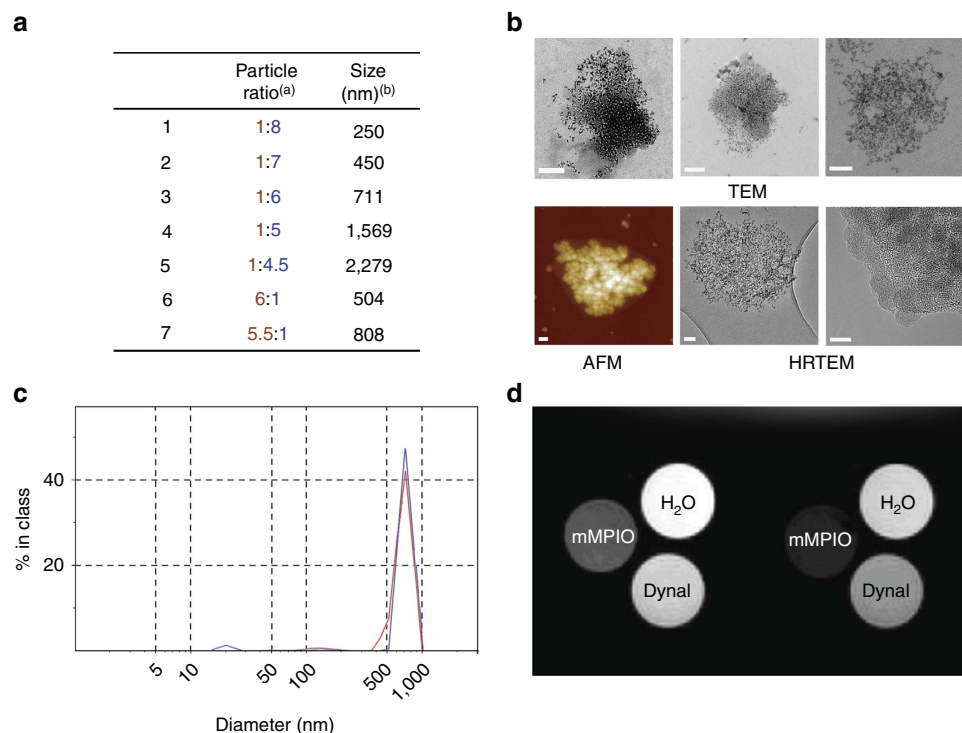 a
Particle ratio(a) Size (nm)(b)
1 1:8 250
2 1:7 450
3 1:6 711
4 1:5 1,569
5 1:4.5 2,279
6 6:1 504
7 5.5:1 808
b
TEM
AFM HRTEM
c
% in class
40
20
5 10 50 100 500 1,000
Diameter (nm)
d
H2O H2O
mMPIO mMPIO
Dynal Dynal